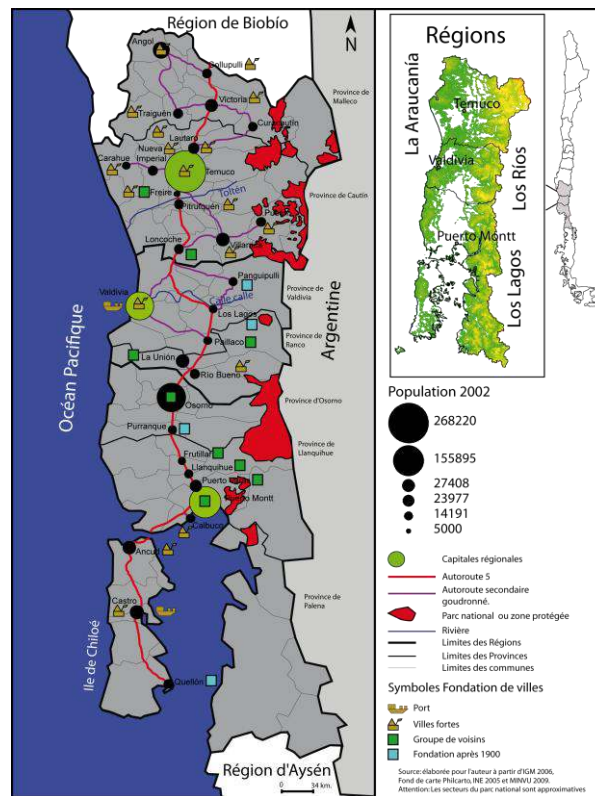 Région de Biobío
N
Angol
Collupulli
Victoria
Traiguén
Curacautín
Province de
Malleco
Lautaro
Nueva
Imperial
Carahue
Temuco
Toltén
Province de Cautín
Freire
Pitrufquén
Villarrica
Loncoche
Panguipulli
Province de
Valdivia
Valdivia
Calle calle
Los Lagos
Province de
Ranco
Paillaco
La Unión
Río Bueno
Océan Pacifique
Argentine
Province d'Osorno
Osorno
Purranque
Province de
Llanquihue
Frutillar
Llanquihue
Puerto
Montt
Calbuco
Ancud
Castro
Province de
Palena
Ile de Chiloé
Quellón
Région d'Aysén
0 34 km.
Régions
La Araucanía
Temuco
Valdivia
Los Ríos
Puerto Montt
Los Lagos
Population 2002
268220
155895
27408
23977
14191
5000
Capitales régionales
Autoroute 5
Autoroute secondaire
goudronné.
Parc national ou zone protégée
Rivière
Limites des Régions
Limites des Provinces
Limites des communes
Symboles Fondation de villes
Port
Villes fortes
Groupe de voisins
Fondation après 1900
Source: élaborée pour l'auteur à partir d'IGM 2006,
Fond de carte Philcarto, INE 2005 et MINVU 2009.
Attention: Les secteurs du parc national sont approximatives